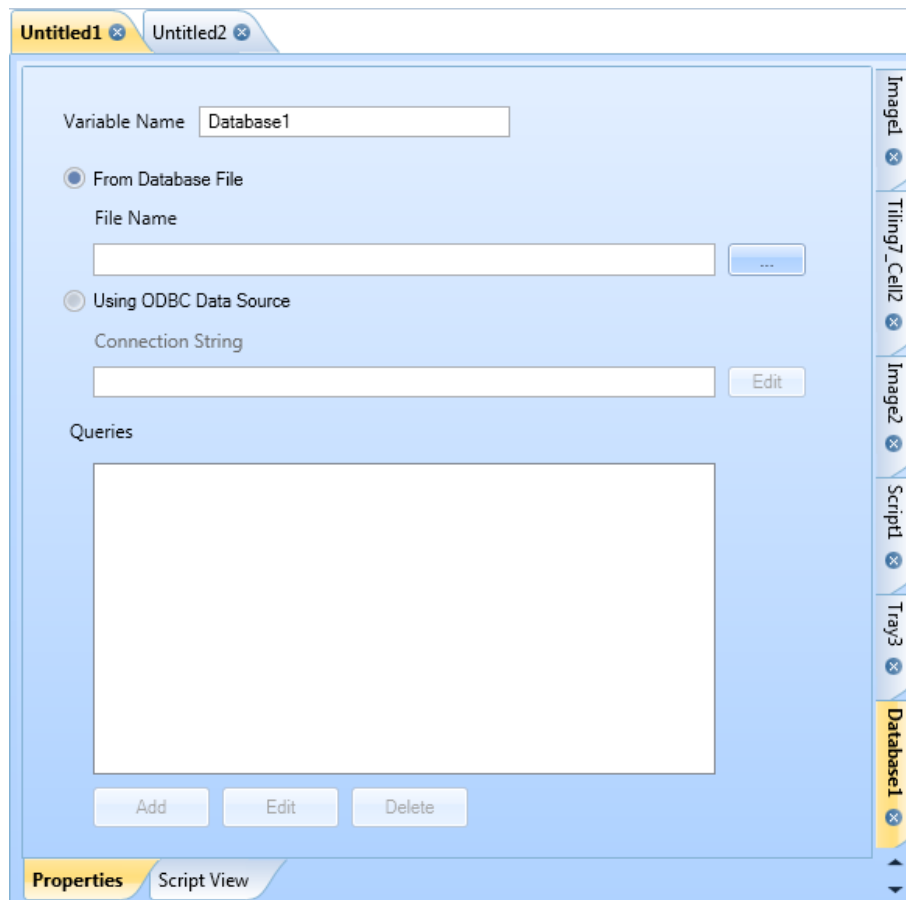 Untitled1 Untitled2
Variable Name Database1
From Database File
File Name
...
Using ODBC Data Source
Connection String
Edit
Queries
Add Edit Delete
Properties Script View
Image1
Tiling7_Cell2
Image2
Script1
Tray3
Database1